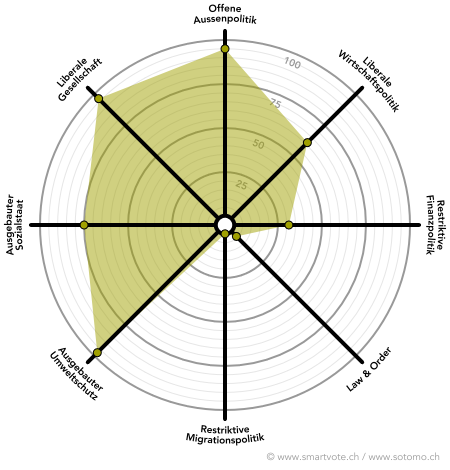 Offene
Aussenpolitik
Liberale
Wirtschaftspolitik
Liberale
Gesellschaft
100
75
50
25
Ausgebauter
Sozialstaat
Restriktive
Finanzpolitik
Ausgebauter
Umweltschutz
Law & Order
Restriktive
Migrationspolitik
© www.smartvote.ch / www.sotomo.ch